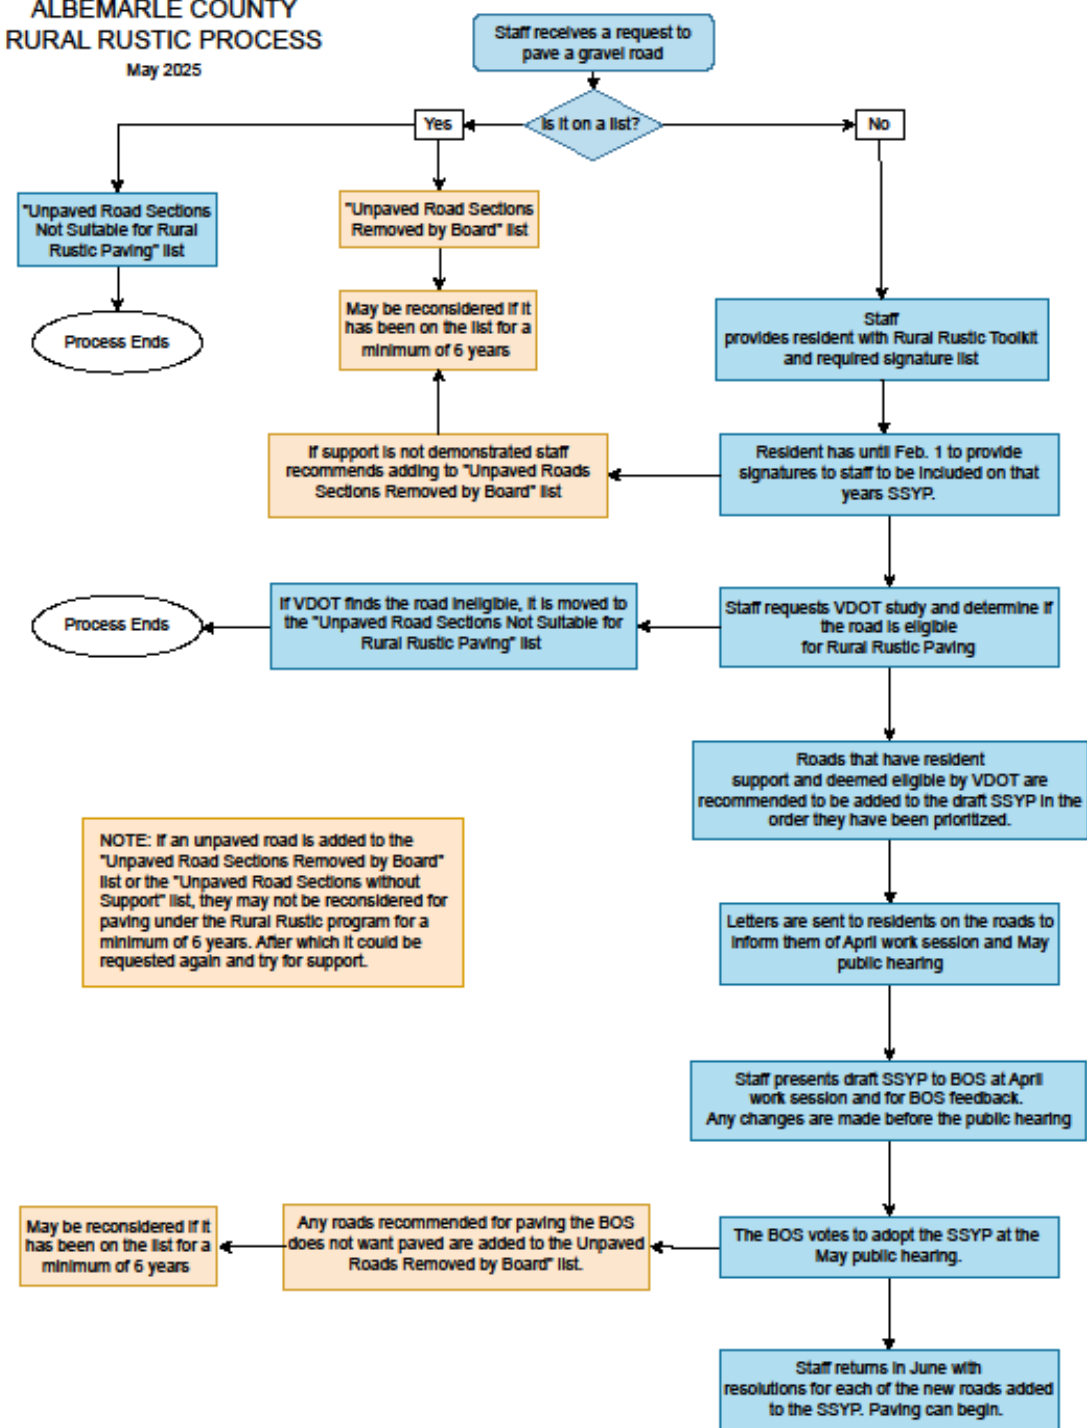 ALBEMARLE COUNTY
RURAL RUSTIC PROCESS
May 2025
Staff receives a request to
pave a gravel road
Is it on a list?
Yes
No
"Unpaved Road Sections
Not Suitable for Rural
Rustic Paving" list
"Unpaved Road Sections
Removed by Board" list
Process Ends
May be reconsidered if it
has been on the list for a
minimum of 6 years
Staff
provides resident with Rural Rustic Toolkit
and required signature list
If support is not demonstrated staff
recommends adding to "Unpaved Roads
Sections Removed by Board" list
Resident has until Feb. 1 to provide
signatures to staff to be included on that
years SSYP.
Process Ends
If VDOT finds the road ineligible, it is moved to
the "Unpaved Road Sections Not Suitable for
Rural Rustic Paving" list
Staff requests VDOT study and determine if
the road is eligible
for Rural Rustic Paving
Roads that have resident
support and deemed eligible by VDOT are
recommended to be added to the draft SSYP in the
order they have been prioritized.
NOTE: If an unpaved road is added to the
"Unpaved Road Sections Removed by Board"
list or the "Unpaved Road Sections without
Support" list, they may not be reconsidered for
paving under the Rural Rustic program for a
minimum of 6 years. After which it could be
requested again and try for support.
Letters are sent to residents on the roads to
inform them of April work session and May
public hearing
Staff presents draft SSYP to BOS at April
work session and for BOS feedback.
Any changes are made before the public hearing
May be reconsidered if it
has been on the list for a
minimum of 6 years
Any roads recommended for paving the BOS
does not want paved are added to the Unpaved
Roads Removed by Board" list.
The BOS votes to adopt the SSYP at the
May public hearing.
Staff returns in June with
resolutions for each of the new roads added
to the SSYP. Paving can begin.